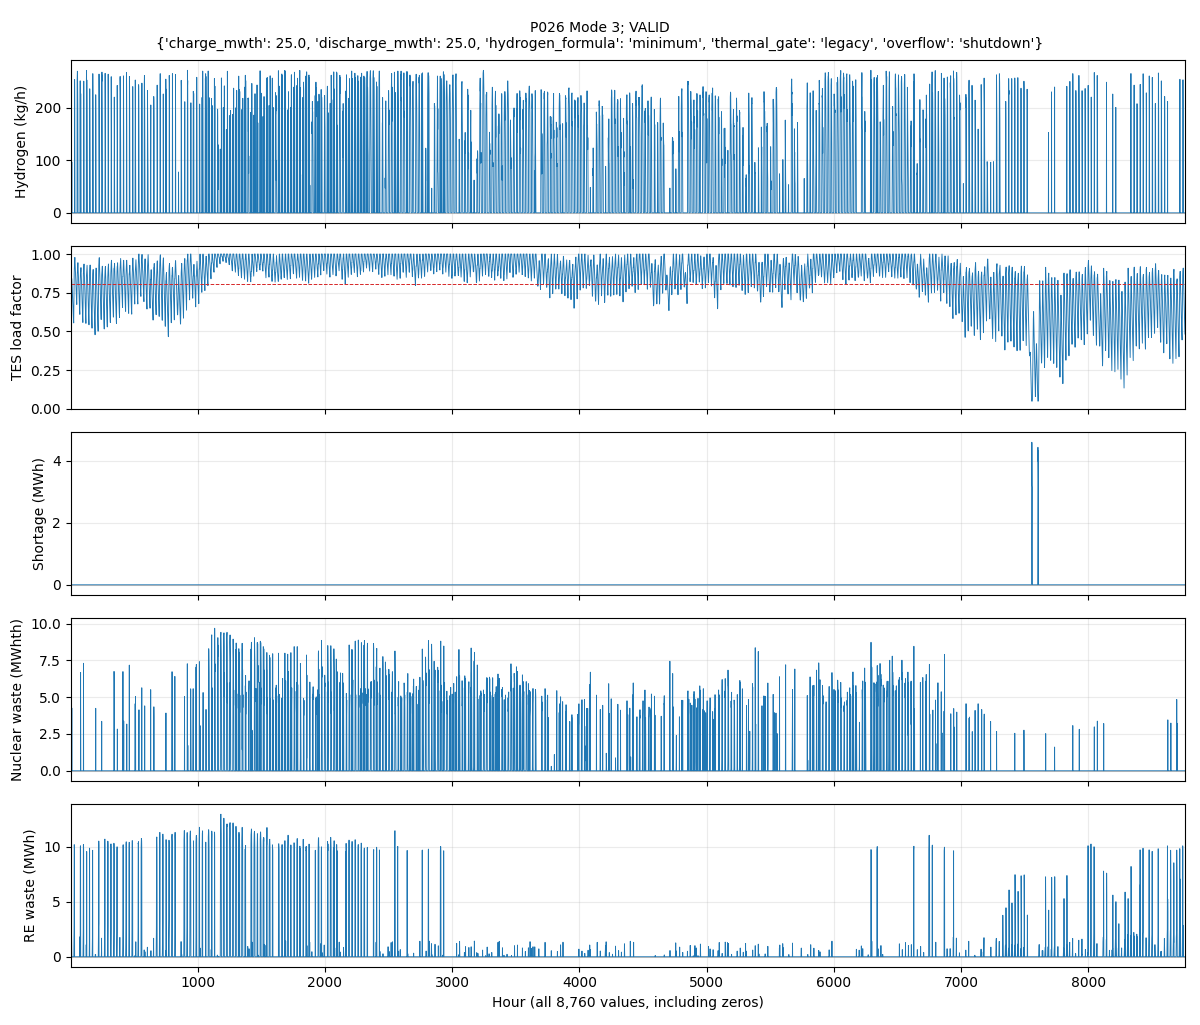 P026 Mode 3; VALID
{'charge_mwth': 25.0, 'discharge_mwth': 25.0, 'hydrogen_formula': 'minimum', 'thermal_gate': 'legacy', 'overflow': 'shutdown'}
Hydrogen (kg/h)
200
100
0
TES load factor
1.00
0.75
0.50
0.25
0.00
Shortage (MWh)
4
2
0
Nuclear waste (MWhth)
10.0
7.5
5.0
2.5
0.0
RE waste (MWh)
10
5
0
1000 2000 3000 4000 5000 6000 7000 8000
Hour (all 8,760 values, including zeros)